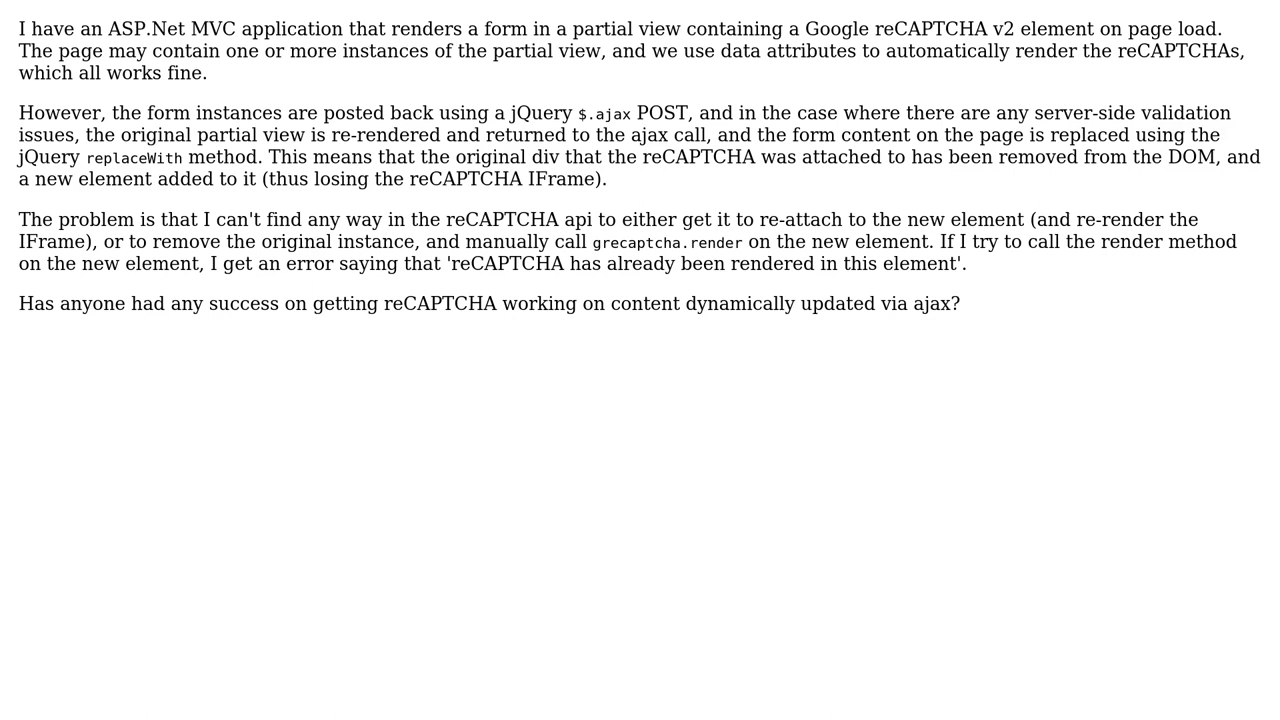 I have an ASP.Net MVC application that renders a form in a partial view containing a Google reCAPTCHA v2 element on page load.
The page may contain one or more instances of the partial view, and we use data attributes to automatically render the reCAPTCHAs,
which all works fine.
However, the form instances are posted back using a jQuery $.ajax POST, and in the case where there are any server-side validation
issues, the original partial view is re-rendered and returned to the ajax call, and the form content on the page is replaced using the
jQuery replaceWith method. This means that the original div that the reCAPTCHA was attached to has been removed from the DOM, and
a new element added to it (thus losing the reCAPTCHA IFrame).
The problem is that I can't find any way in the reCAPTCHA api to either get it to re-attach to the new element (and re-render the
IFrame), or to remove the original instance, and manually call grecaptcha.render on the new element. If I try to call the render method
on the new element, I get an error saying that 'reCAPTCHA has already been rendered in this element'.
Has anyone had any success on getting reCAPTCHA working on content dynamically updated via ajax?